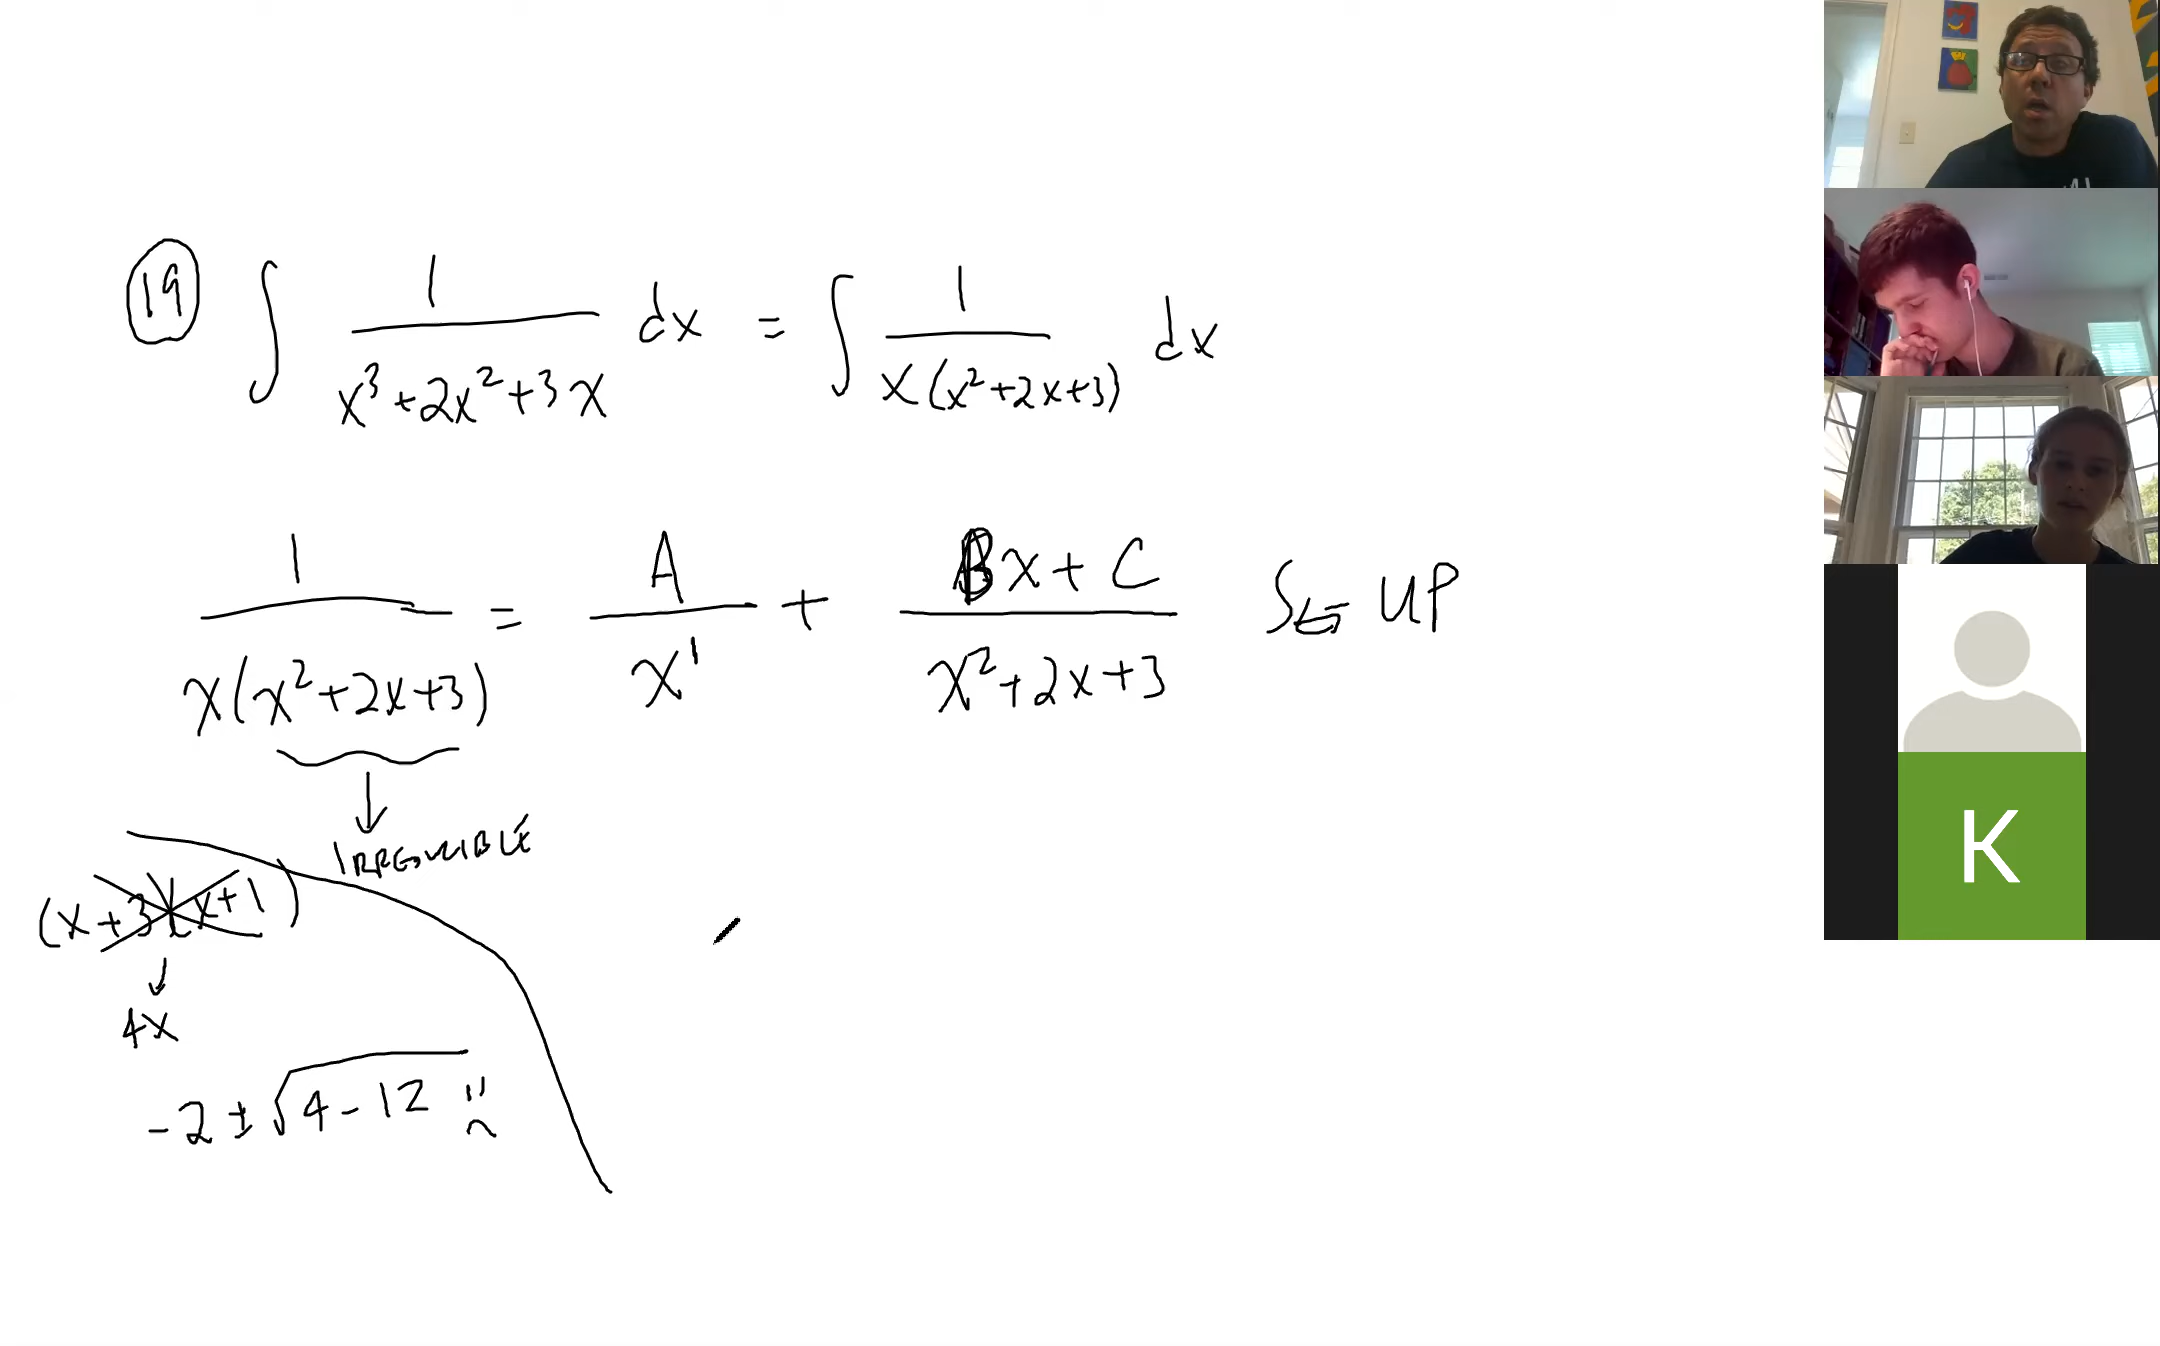 19 ∫ 1/(x³+2x²+3x) dx = ∫ 1/(x(x²+2x+3)) dx
1/(x(x²+2x+3)) = A/x¹ + (Bx+C)/(x²+2x+3) SET UP
IRREDUCIBLE
(x+3)(x+1)
4x
-2 ± √(4-12)
K